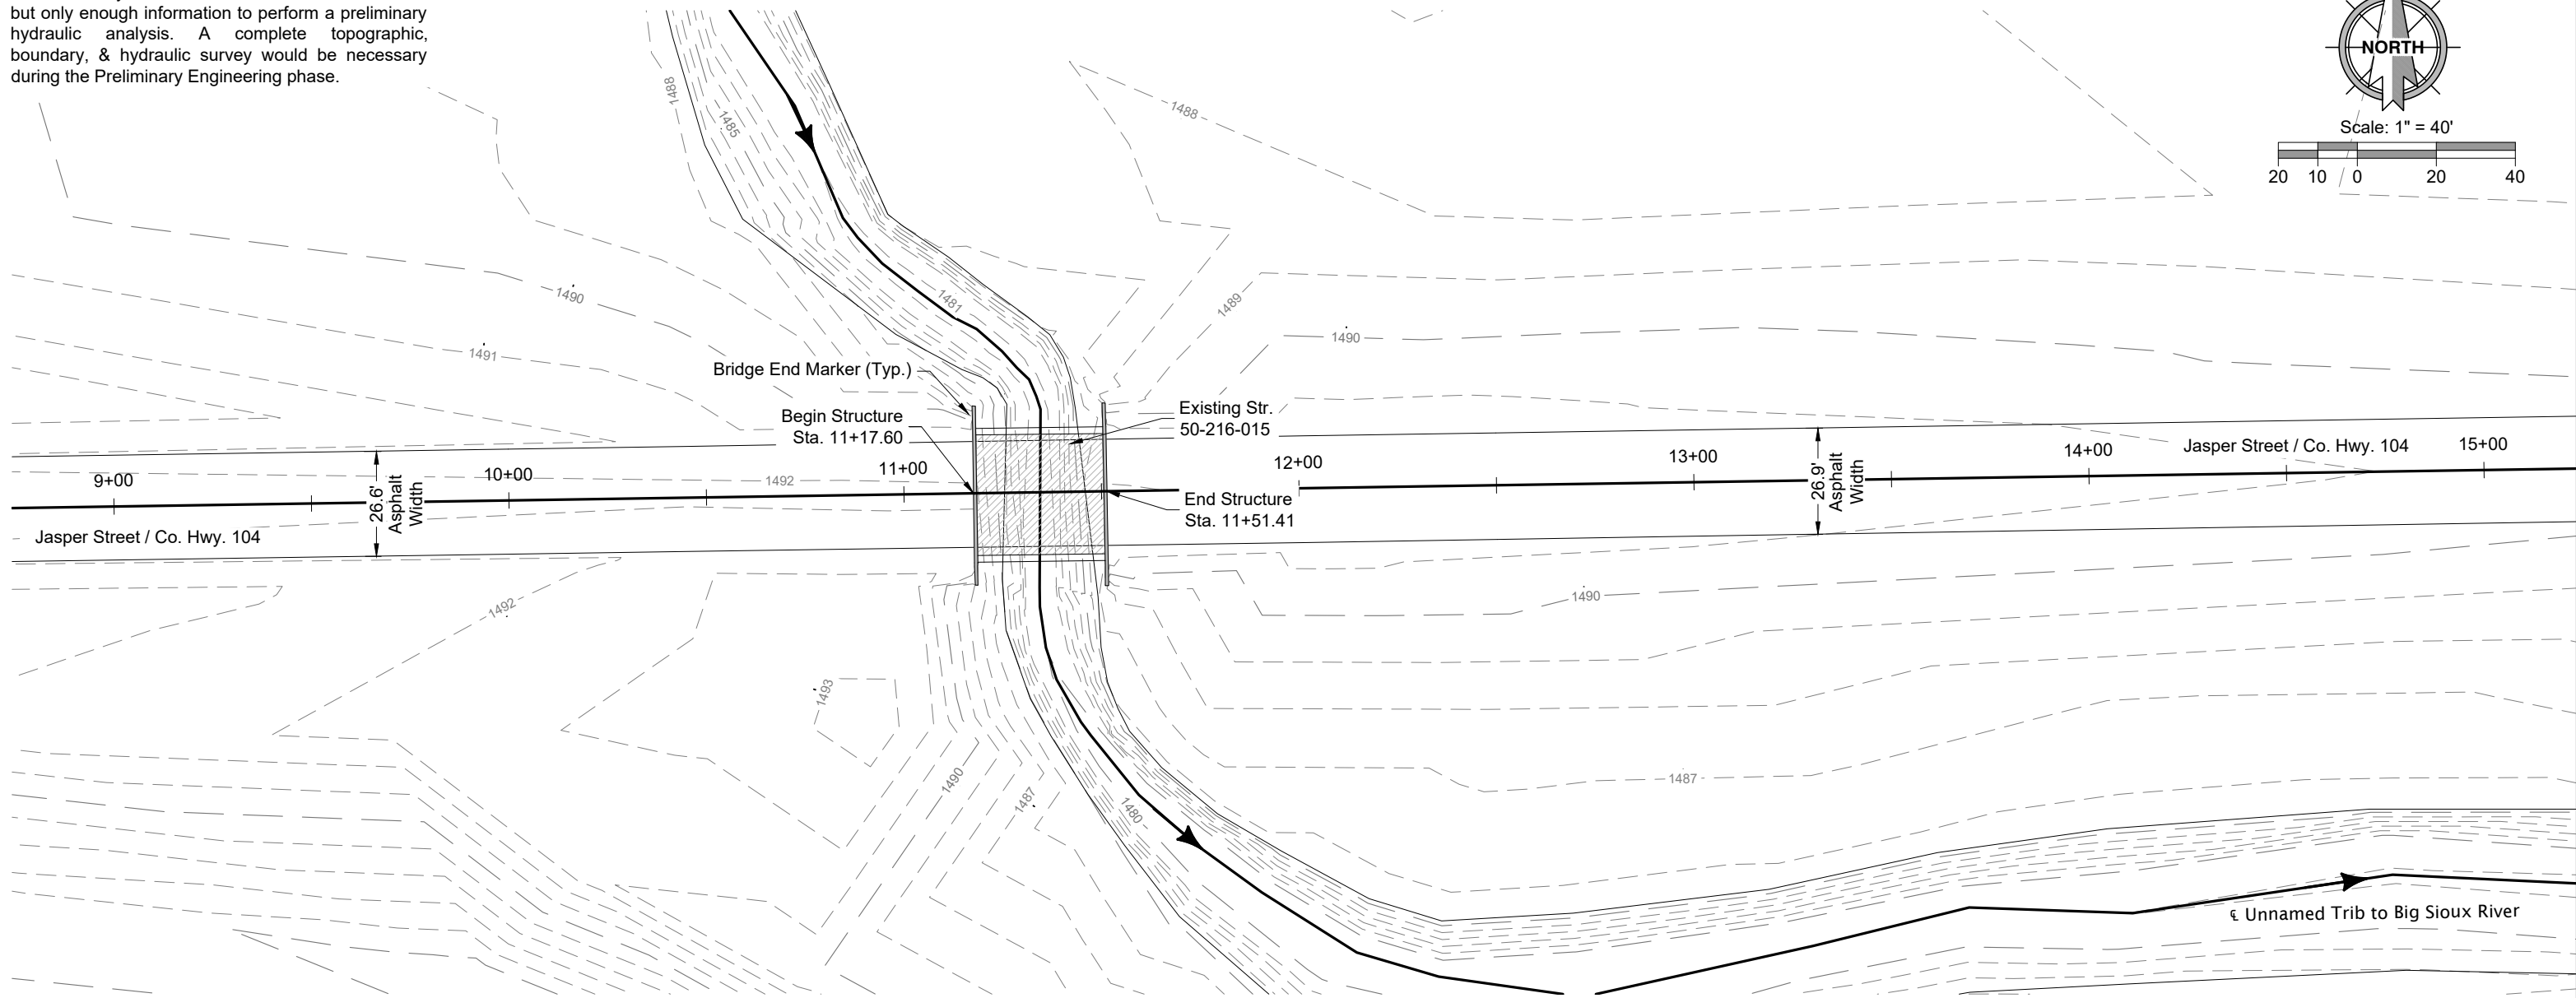 but only enough information to perform a preliminary
hydraulic analysis. A complete topographic,
boundary, & hydraulic survey would be necessary
during the Preliminary Engineering phase.
NORTH
Scale: 1" = 40'
20 10 0 20 40
1488
1485
1488
1481
1490
1489
1490
1491
Bridge End Marker (Typ.)
Begin Structure
Sta. 11+17.60
Existing Str.
50-216-015
9+00
10+00
11+00
12+00
13+00
14+00
15+00
Jasper Street / Co. Hwy. 104
26.6'
Asphalt
Width
1492
End Structure
Sta. 11+51.41
26.9'
Asphalt
Width
Jasper Street / Co. Hwy. 104
1492
1490
1493
1490
1487
1480
1487
℄ Unnamed Trib to Big Sioux River